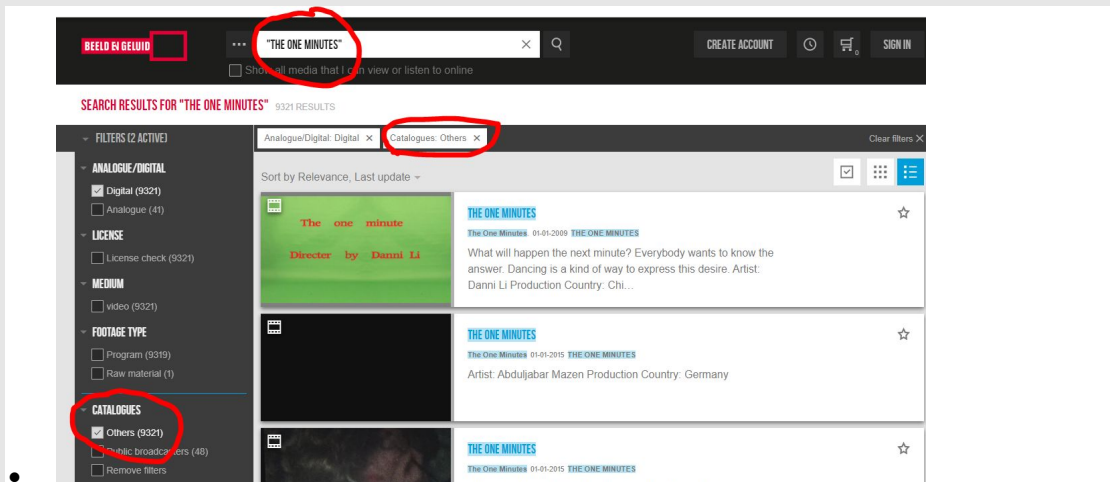 BEELD EN GELUID
"THE ONE MINUTES"
CREATE ACCOUNT
0
SIGN IN
Show all media that I can view or listen to online
SEARCH RESULTS FOR "THE ONE MINUTES" 9321 RESULTS
FILTERS (2 ACTIVE)
Analogue/Digital: Digital
Catalogues: Others
Clear filters
ANALOGUE/DIGITAL
Digital (9321)
Analogue (41)
LICENSE
License check (9321)
MEDIUM
video (9321)
FOOTAGE TYPE
Program (9319)
Raw material (1)
CATALOGUES
Others (9321)
Public broadcasters (48)
Remove filters
Sort by Relevance, Last update
The one minute
Directer by Danni Li
THE ONE MINUTES
The One Minutes 01-01-2009 THE ONE MINUTES
What will happen the next minute? Everybody wants to know the
answer. Dancing is a kind of way to express this desire. Artist:
Danni Li Production Country: Chi...
THE ONE MINUTES
The One Minutes 01-01-2015 THE ONE MINUTES
Artist: Abduljabar Mazen Production Country: Germany
THE ONE MINUTES
The One Minutes 01-01-2015 THE ONE MINUTES